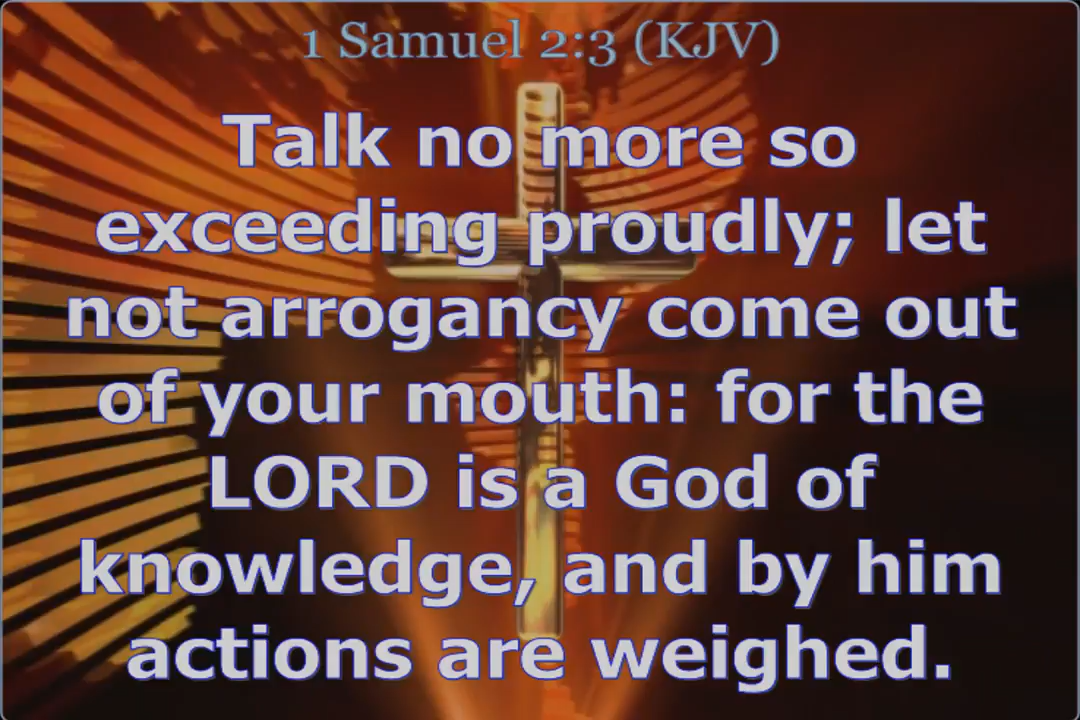 1 Samuel 2:3 (KJV)
Talk no more so
exceeding proudly; let
not arrogancy come out
of your mouth: for the
LORD is a God of
knowledge, and by him
actions are weighed.